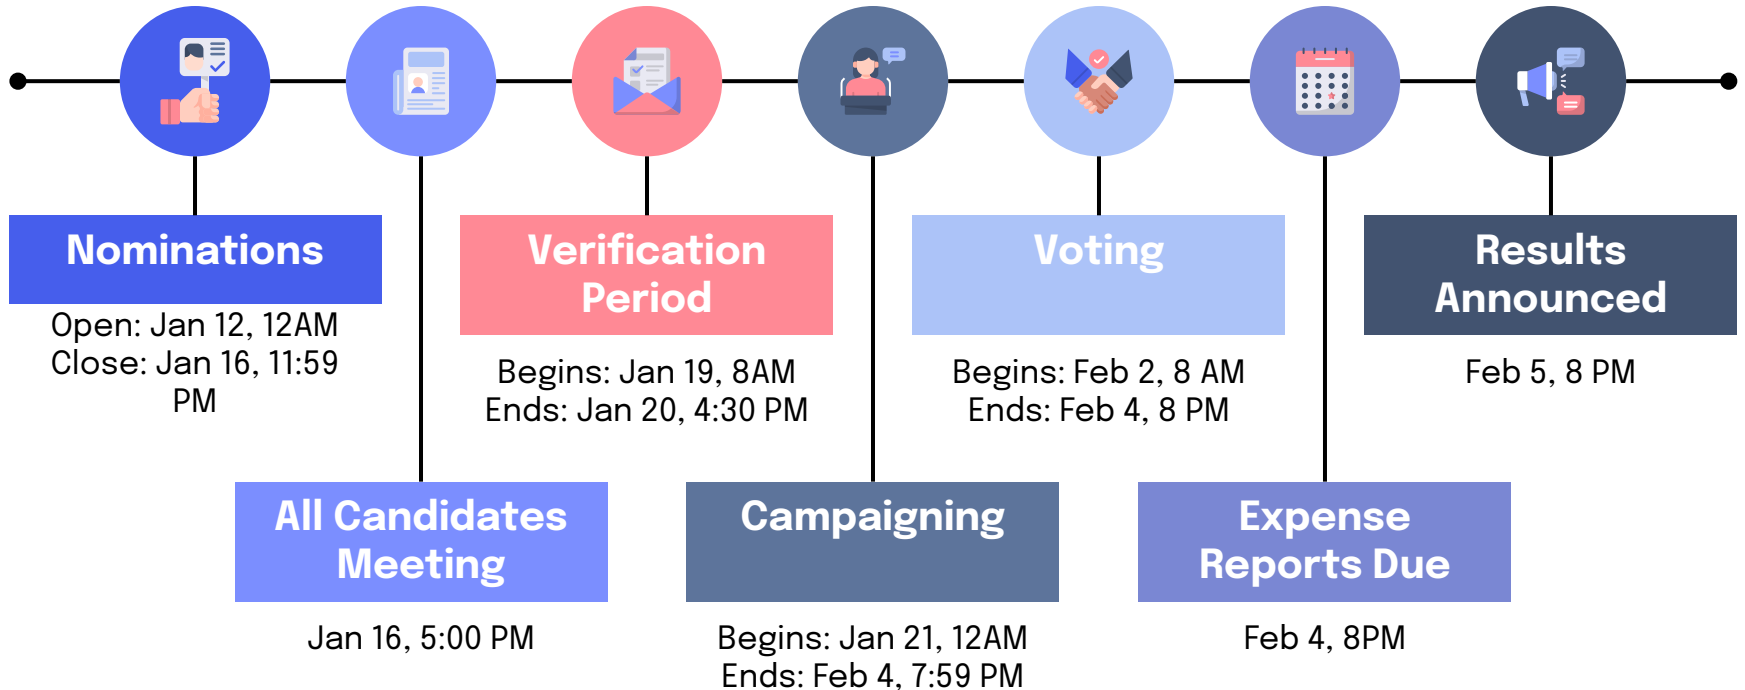 Nominations
Open: Jan 12, 12AM
Close: Jan 16, 11:59
PM
All Candidates
Meeting
Jan 16, 5:00 PM
Verification
Period
Begins: Jan 19, 8AM
Ends: Jan 20, 4:30 PM
Campaigning
Begins: Jan 21, 12AM
Ends: Feb 4, 7:59 PM
Voting
Begins: Feb 2, 8 AM
Ends: Feb 4, 8 PM
Expense
Reports Due
Feb 4, 8PM
Results
Announced
Feb 5, 8 PM